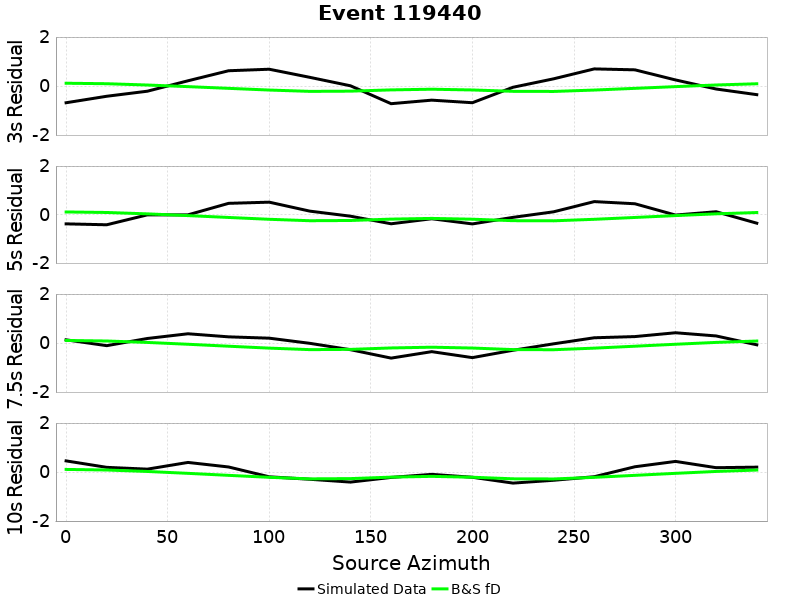 Event 119440
3s Residual
2
0
-2
5s Residual
2
0
-2
7.5s Residual
2
0
-2
10s Residual
2
0
-2
0 50 100 150 200 250 300
Source Azimuth
Simulated Data B&S fD